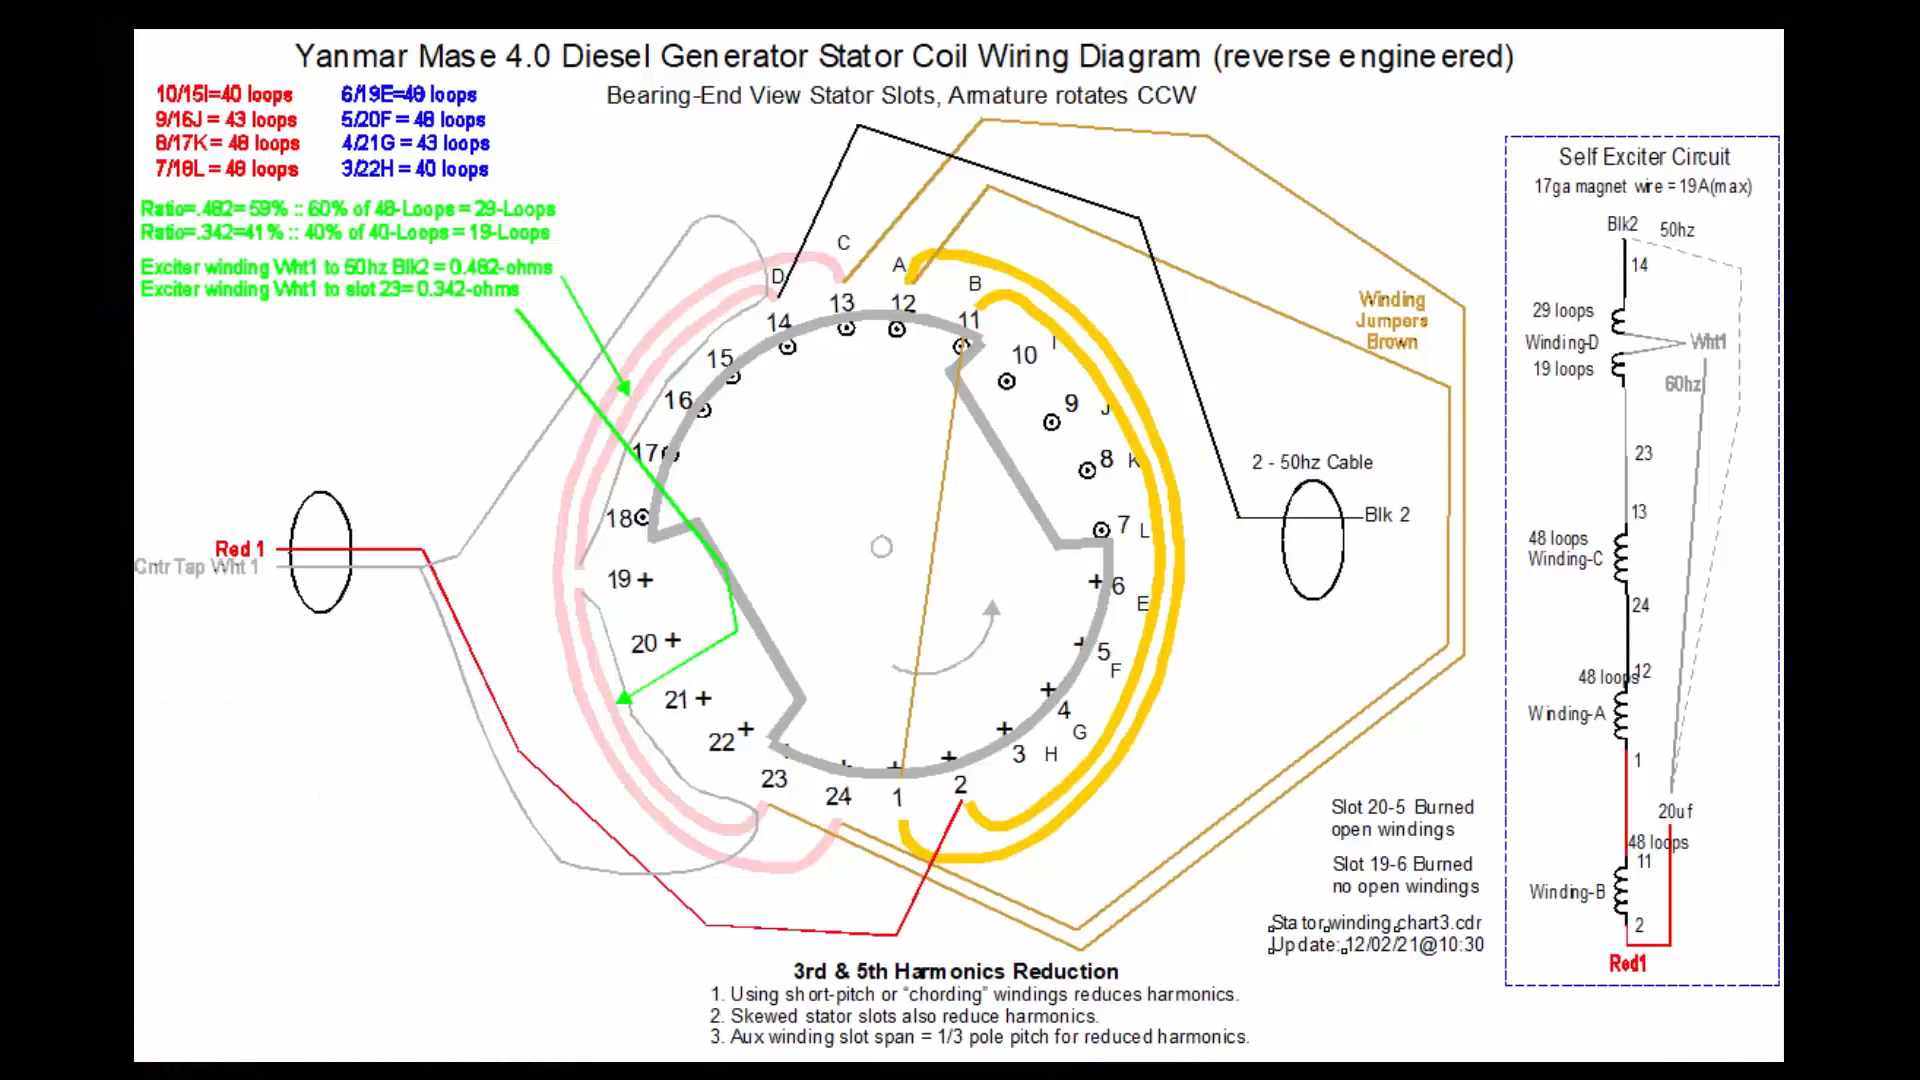 Yanmar Mase 4.0 Diesel Generator Stator Coil Wiring Diagram (reverse engineered)
Bearing-End View Stator Slots, Armature rotates CCW
10/15I=40 loops
9/16J = 43 loops
8/17K= 48 loops
7/18L = 48 loops
6/19E=48 loops
5/20F = 48 loops
4/21G = 43 loops
3/22H = 40 loops
Ratio=.482= 59% :: 60% of 48-Loops = 29-Loops
Ratio=.342=41% :: 40% of 40-Loops = 19-Loops
Exciter winding Wht1 to 50hz Blk2 = 0.482-ohms
Exciter winding Wht1 to slot 23= 0.342-ohms
C
D
A
B
14
13
12
11
15
10
I
16
9
J
17
8
K
18
7
L
19
6
E
20
5
F
21
4
G
22
3
H
23
24
1
2
Red 1
Cntr Tap Wht 1
Winding
Jumpers
Brown
2 - 50hz Cable
Blk 2
Slot 20-5 Burned
open windings
Slot 19-6 Burned
no open windings
Stator,winding,chart3.cdr
Update:,12/02/21@10:30
3rd & 5th Harmonics Reduction
1. Using short-pitch or "chording" windings reduces harmonics.
2. Skewed stator slots also reduce harmonics.
3. Aux winding slot span = 1/3 pole pitch for reduced harmonics.
Self Exciter Circuit
17ga magnet wire = 19A(max)
Blk2
50hz
14
29 loops
Winding-D
Wht1
19 loops
60hz
23
13
48 loops
Winding-C
24
12
48 loops
Winding-A
1
20uf
48 loops
11
Winding-B
2
Red1